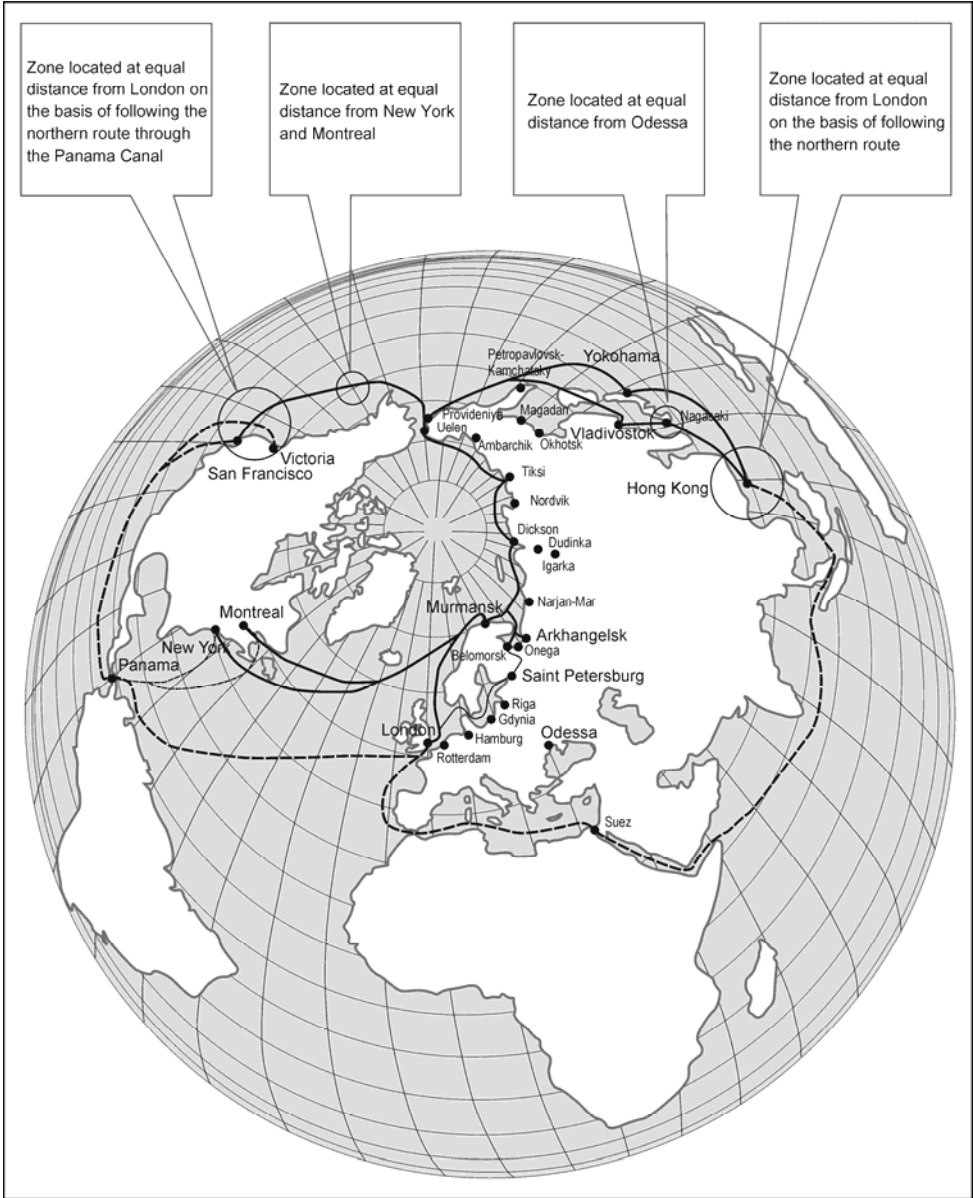 Zone located at equal
distance from London on
the basis of following the
northern route through
the Panama Canal
Zone located at equal
distance from New York
and Montreal
Zone located at equal
distance from Odessa
Zone located at equal
distance from London
on the basis of following
the northern route
Petropavlovsk-
Kamchatsky
Yokohama
Provideniya
Uelen
Magadan
Ambarchik
Okhotsk
Vladivostok
Nagasaki
Victoria
San Francisco
Tiksi
Hong Kong
Nordvik
Dickson
Dudinka
Igarka
Narjan-Mar
Murmansk
Montreal
New York
Arkhangelsk
Belomorsk
Onega
Panama
Saint Petersburg
Riga
Gdynia
London
Hamburg
Odessa
Rotterdam
Suez